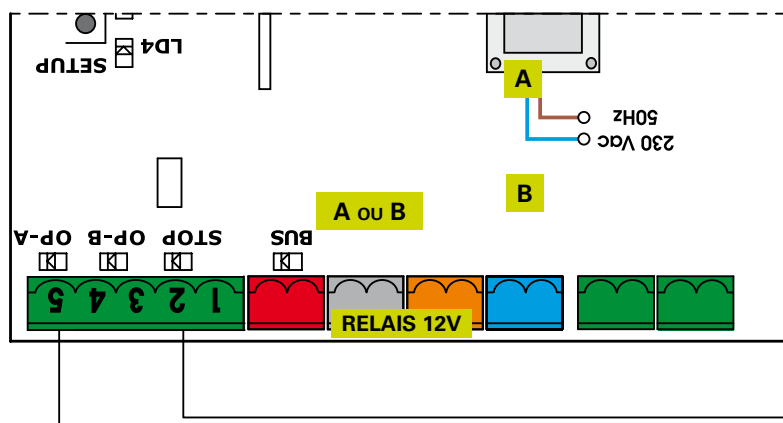 LD4
SETUP
A
50Hz
230 Vac
B
A OU B
OP-A OP-B STOP BUS
5 4 3 2 1
RELAIS 12V